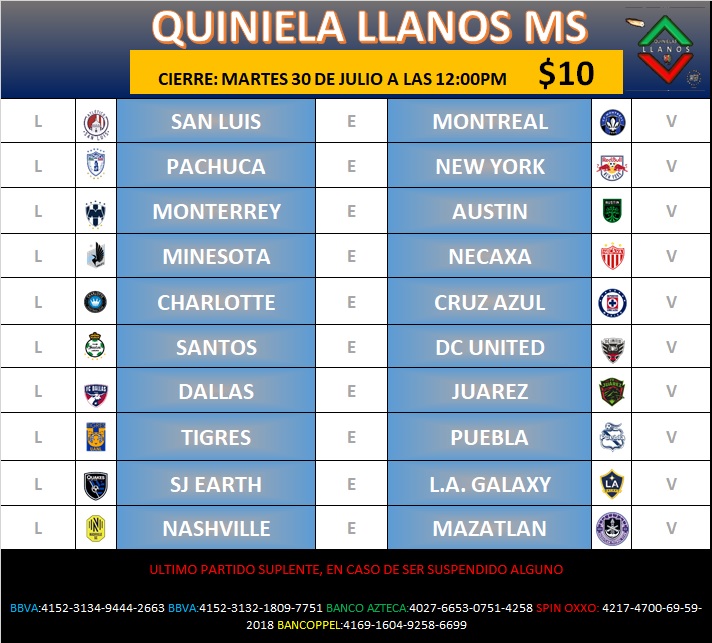 QUINIELA LLANOS MS
CIERRE: MARTES 30 DE JULIO A LAS 12:00PM $10
QUINIELAS
LLANOS
MS
L SAN LUIS E MONTREAL V
L PACHUCA E NEW YORK V
L MONTERREY E AUSTIN V
L MINESOTA E NECAXA V
L CHARLOTTE E CRUZ AZUL V
L SANTOS E DC UNITED V
L DALLAS E JUAREZ V
L TIGRES E PUEBLA V
L SJ EARTH E L.A. GALAXY V
L NASHVILLE E MAZATLAN V
ULTIMO PARTIDO SUPLENTE, EN CASO DE SER SUSPENDIDO ALGUNO
BBVA:4152-3134-9444-2663 BBVA:4152-3132-1809-7751 BANCO AZTECA:4027-6653-0751-4258 SPIN OXXO: 4217-4700-69-59-
2018 BANCOPPEL:4169-1604-9258-6699